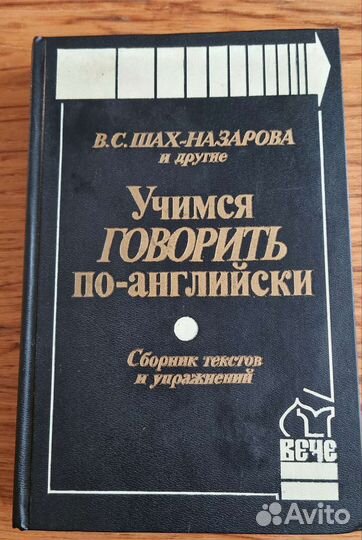 В.С. ШАХ-НАЗАРОВА
и другие
Учимся
ГОВОРИТЬ
по-английски
Сборник текстов
и упражнений
ВЕЧЕ
Avito